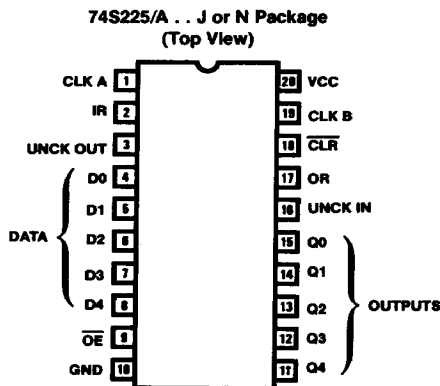 74S225/A . . J or N Package
(Top View)
CLK A 1 20 VCC
IR 2 19 CLK B
UNCK OUT 3 18 CLR
D0 4 17 OR
D1 5 16 UNCK IN
DATA D2 6 15 Q0
D3 7 14 Q1
D4 8 13 Q2 OUTPUTS
OE 9 12 Q3
GND 10 11 Q4